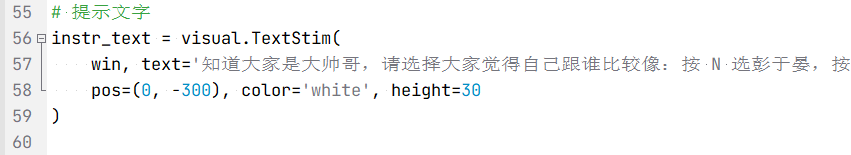 55 # 提示文字
56 instr_text = visual.TextStim(
57 win, text='知道大家是大帅哥，请选择大家觉得自己跟谁比较像：按 N 选彭于晏，按
58 pos=(0, -300), color='white', height=30
59 )
60